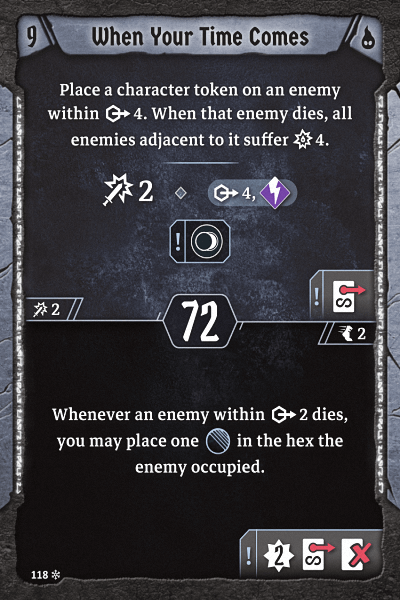 9
When Your Time Comes
Place a character token on an enemy
within 4. When that enemy dies, all
enemies adjacent to it suffer 4.
2
4,
!
!
2
72
2
Whenever an enemy within 2 dies,
you may place one in the hex the
enemy occupied.
! 2
118